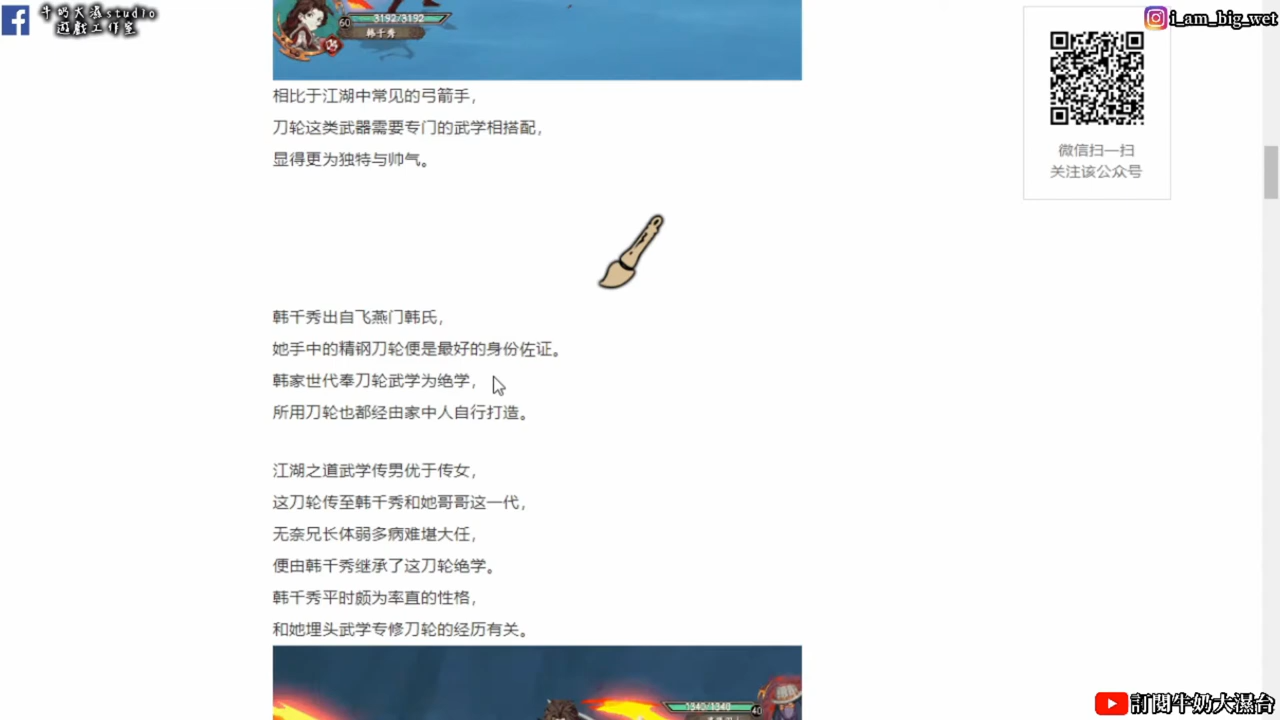 牛奶大濕studio
遊戲工作室
60
3192/3192
韩千秀
i_am_big_wet
相比于江湖中常见的弓箭手，
刀轮这类武器需要专门的武学相搭配，
显得更为独特与帅气。
微信扫一扫
关注该公众号
韩千秀出自飞燕门韩氏，
她手中的精钢刀轮便是最好的身份佐证。
韩家世代奉刀轮武学为绝学，
所用刀轮也都经由家中人自行打造。
江湖之道武学传男优于传女，
这刀轮传至韩千秀和她哥哥这一代，
无奈兄长体弱多病难堪大任，
便由韩千秀继承了这刀轮绝学。
韩千秀平时颇为率直的性格，
和她埋头武学专修刀轮的经历有关。
1340/1340
40
訂閱牛奶大濕台